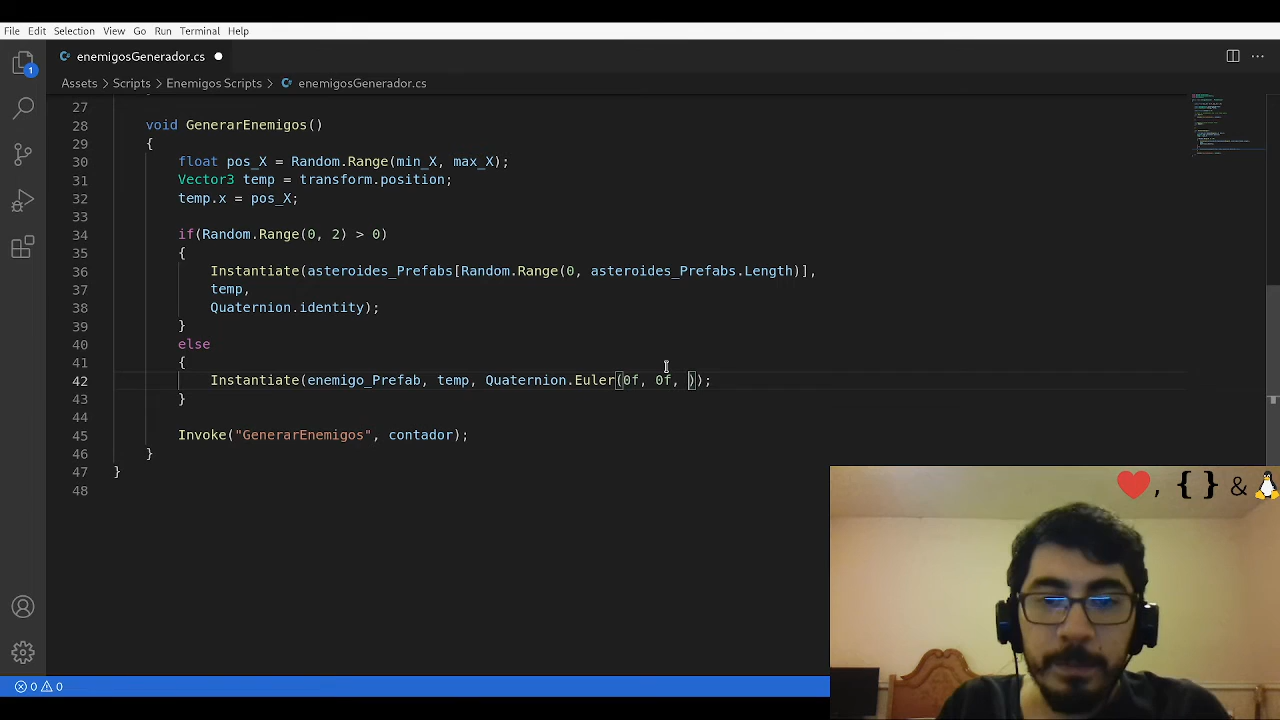 File Edit Selection View Go Run Terminal Help
enemigosGenerador.cs
Assets > Scripts > Enemigos Scripts > enemigosGenerador.cs
1
27
28 void GenerarEnemigos()
29 {
30 float pos_X = Random.Range(min_X, max_X);
31 Vector3 temp = transform.position;
32 temp.x = pos_X;
33
34 if(Random.Range(0, 2) > 0)
35 {
36 Instantiate(asteroides_Prefabs[Random.Range(0, asteroides_Prefabs.Length)],
37 temp,
38 Quaternion.identity);
39 }
40 else
41 {
42 Instantiate(enemigo_Prefab, temp, Quaternion.Euler(0f, 0f, ));
43 }
44
45 Invoke("GenerarEnemigos", contador);
46 }
47 }
48
❤, { } & 🐧
0 0